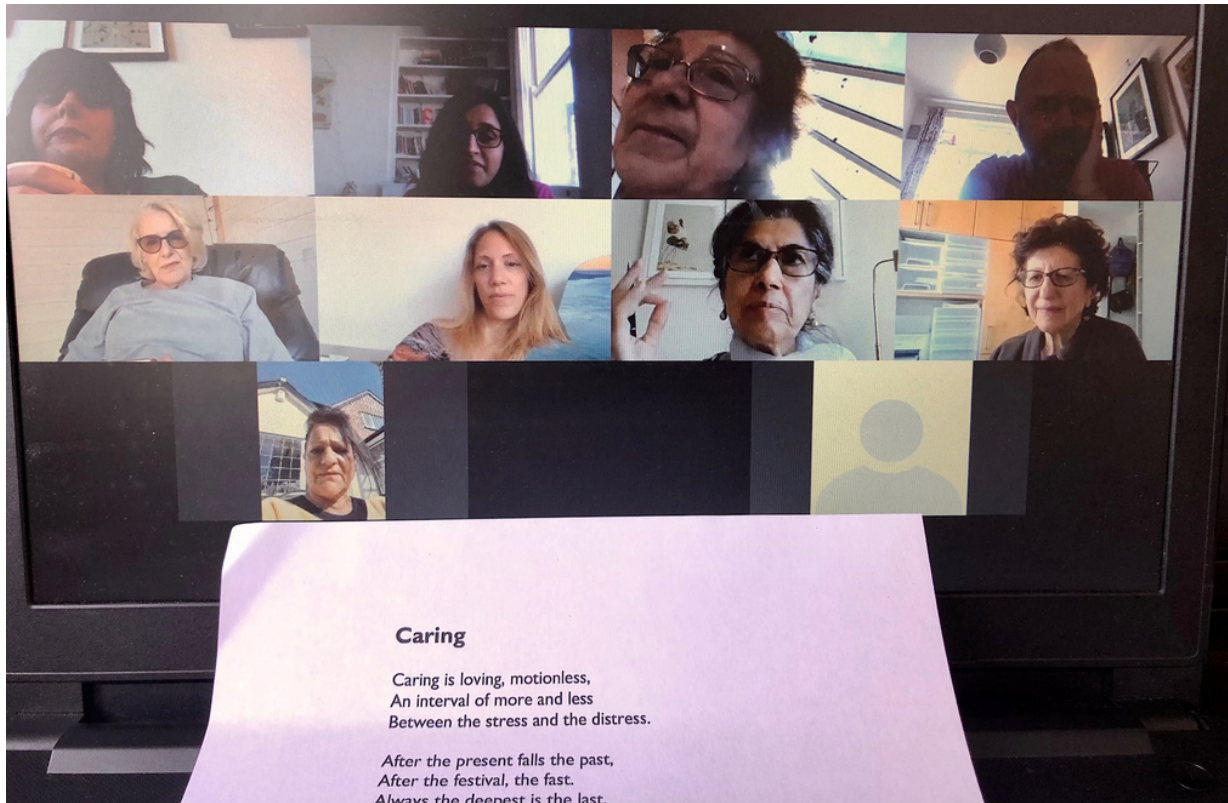 Caring
Caring is loving, motionless,
An interval of more and less
Between the stress and the distress.
After the present falls the past,
After the festival, the fast.
Always the deepest is the last.